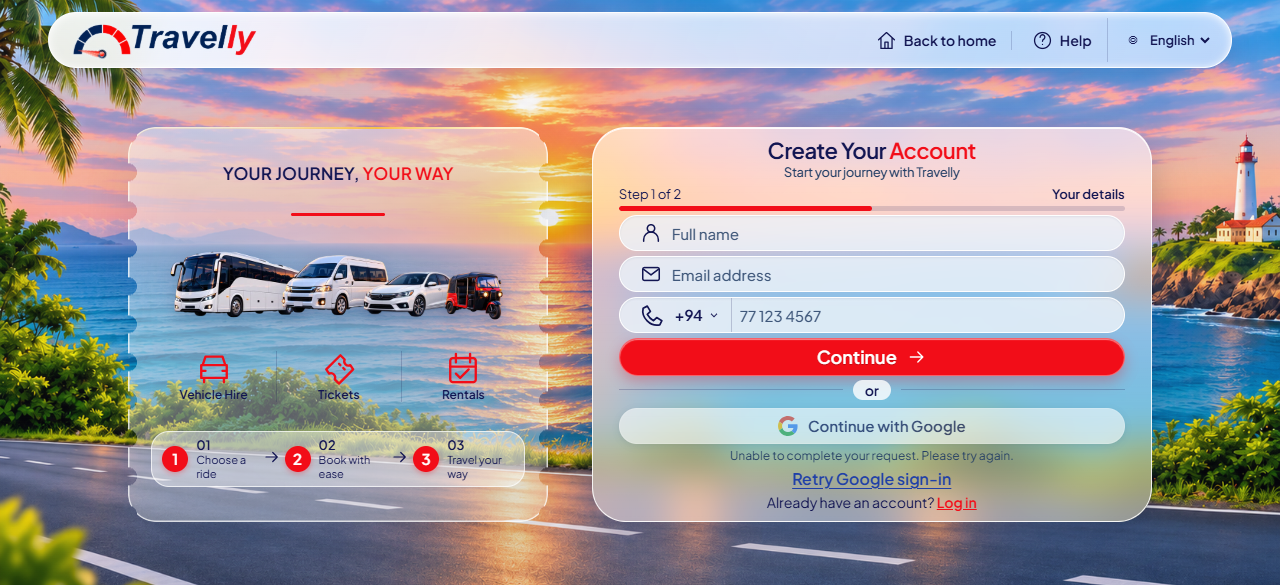 Travelly
Back to home
Help
English
YOUR JOURNEY, YOUR WAY
Vehicle Hire
Tickets
Rentals
1
01
Choose a
ride
2
02
Book with
ease
3
03
Travel your
way
Create Your Account
Start your journey with Travelly
Step 1 of 2
Your details
Full name
Email address
+94
77 123 4567
Continue
or
Continue with Google
Unable to complete your request. Please try again.
Retry Google sign-in
Already have an account? Log in